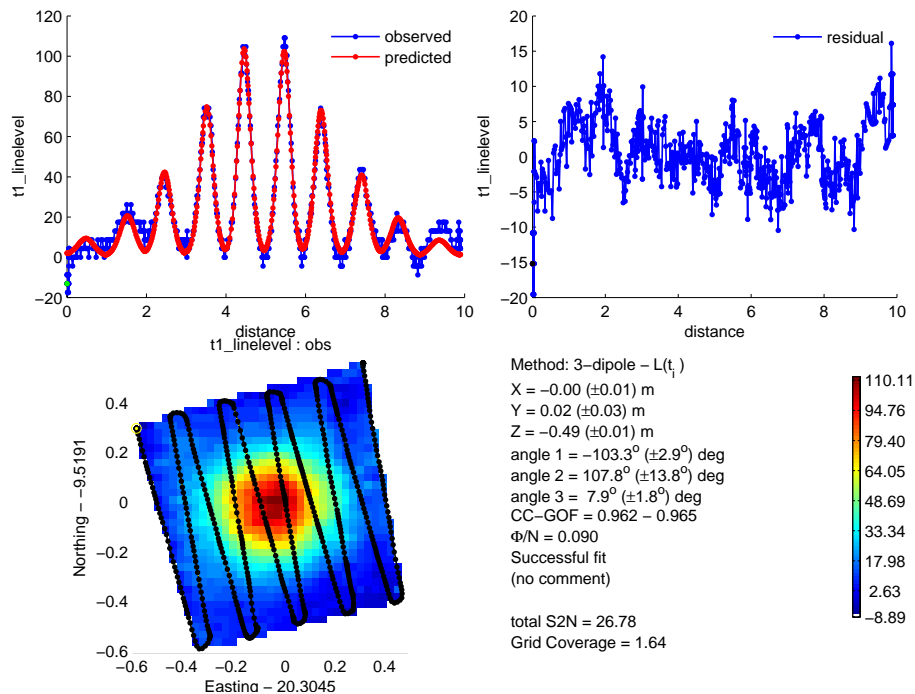 120
100
80
60
40
20
0
−20
t1_linelevel
observed
predicted
0
2
4
6
8
10
distance
20
15
10
5
0
−5
−10
−15
−20
t1_linelevel
residual
0
2
4
6
8
10
distance
t1_linelevel : obs
0.4
0.2
0
−0.2
−0.4
−0.6
Northing − −9.5191
−0.6
−0.4
−0.2
0
0.2
0.4
Easting − 20.3045
Method: 3−dipole − L(t_i)
X = −0.00 (±0.01) m
Y = 0.02 (±0.03) m
Z = −0.49 (±0.01) m
angle 1 = −103.3° (±2.9°) deg
angle 2 = 107.8° (±13.8°) deg
angle 3 = 7.9° (±1.8°) deg
CC−GOF = 0.962 − 0.965
Φ/N = 0.090
Successful fit
(no comment)
total S2N = 26.78
Grid Coverage = 1.64
110.11
94.76
79.40
64.05
48.69
33.34
17.98
2.63
−8.89